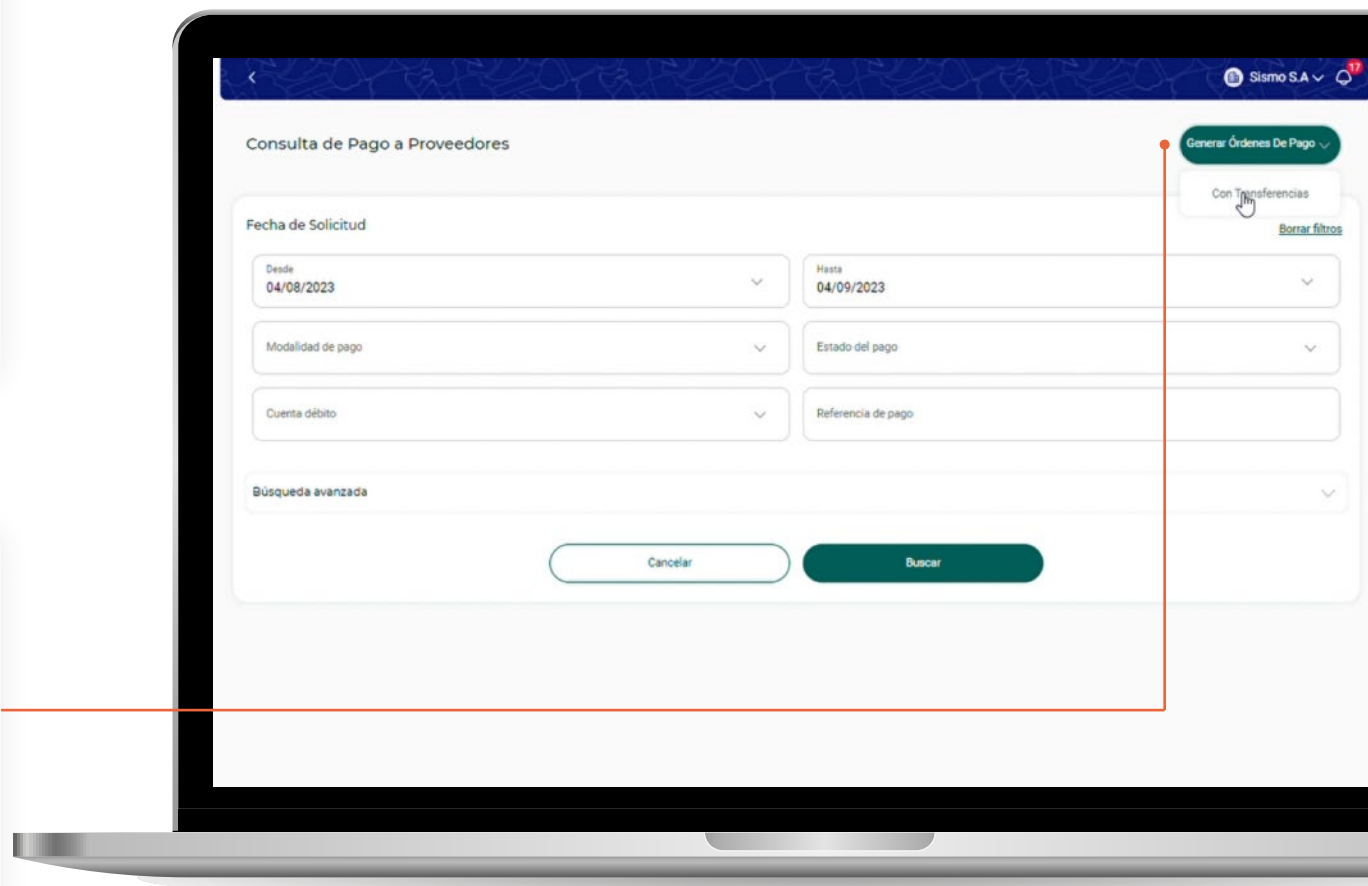 Sismo S.A
17
Consulta de Pago a Proveedores
Generar Órdenes De Pago
Con Transferencias
Fecha de Solicitud
Borrar filtros
Desde
04/08/2023
Hasta
04/09/2023
Modalidad de pago
Estado del pago
Cuenta débito
Referencia de pago
Búsqueda avanzada
Cancelar
Buscar